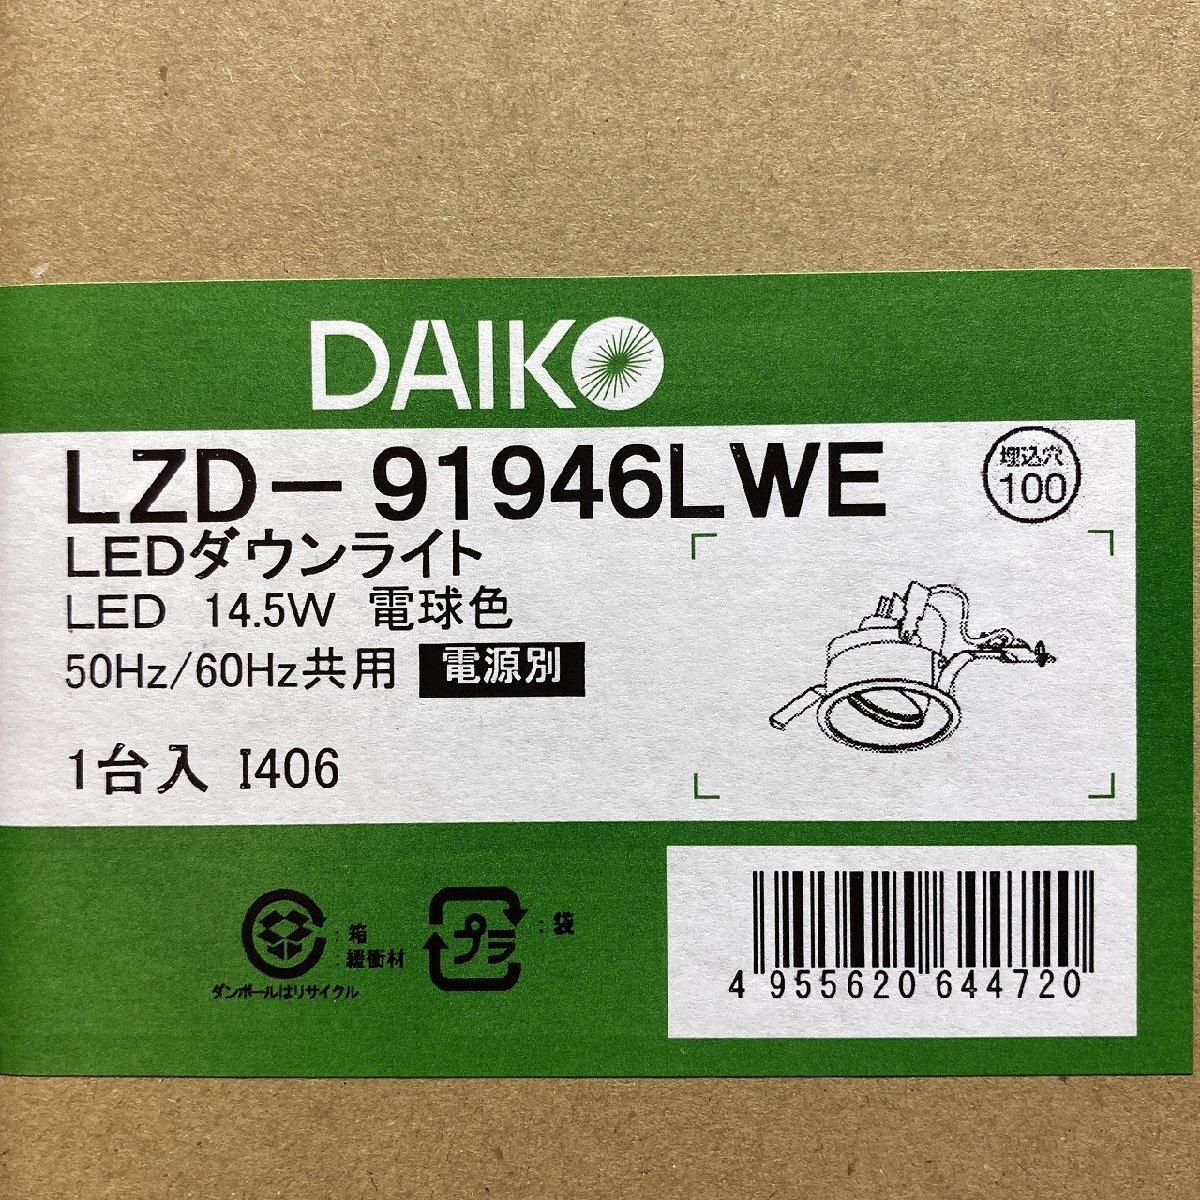 DAIKO
LZD-91946LWE
埋込穴
100
LEDダウンライト
LED 14.5W 電球色
50Hz/60Hz共用 電源別
1台入 I406
:箱
:緩衝材
ダンボールはリサイクル
プラ
:袋
4 955620 644720